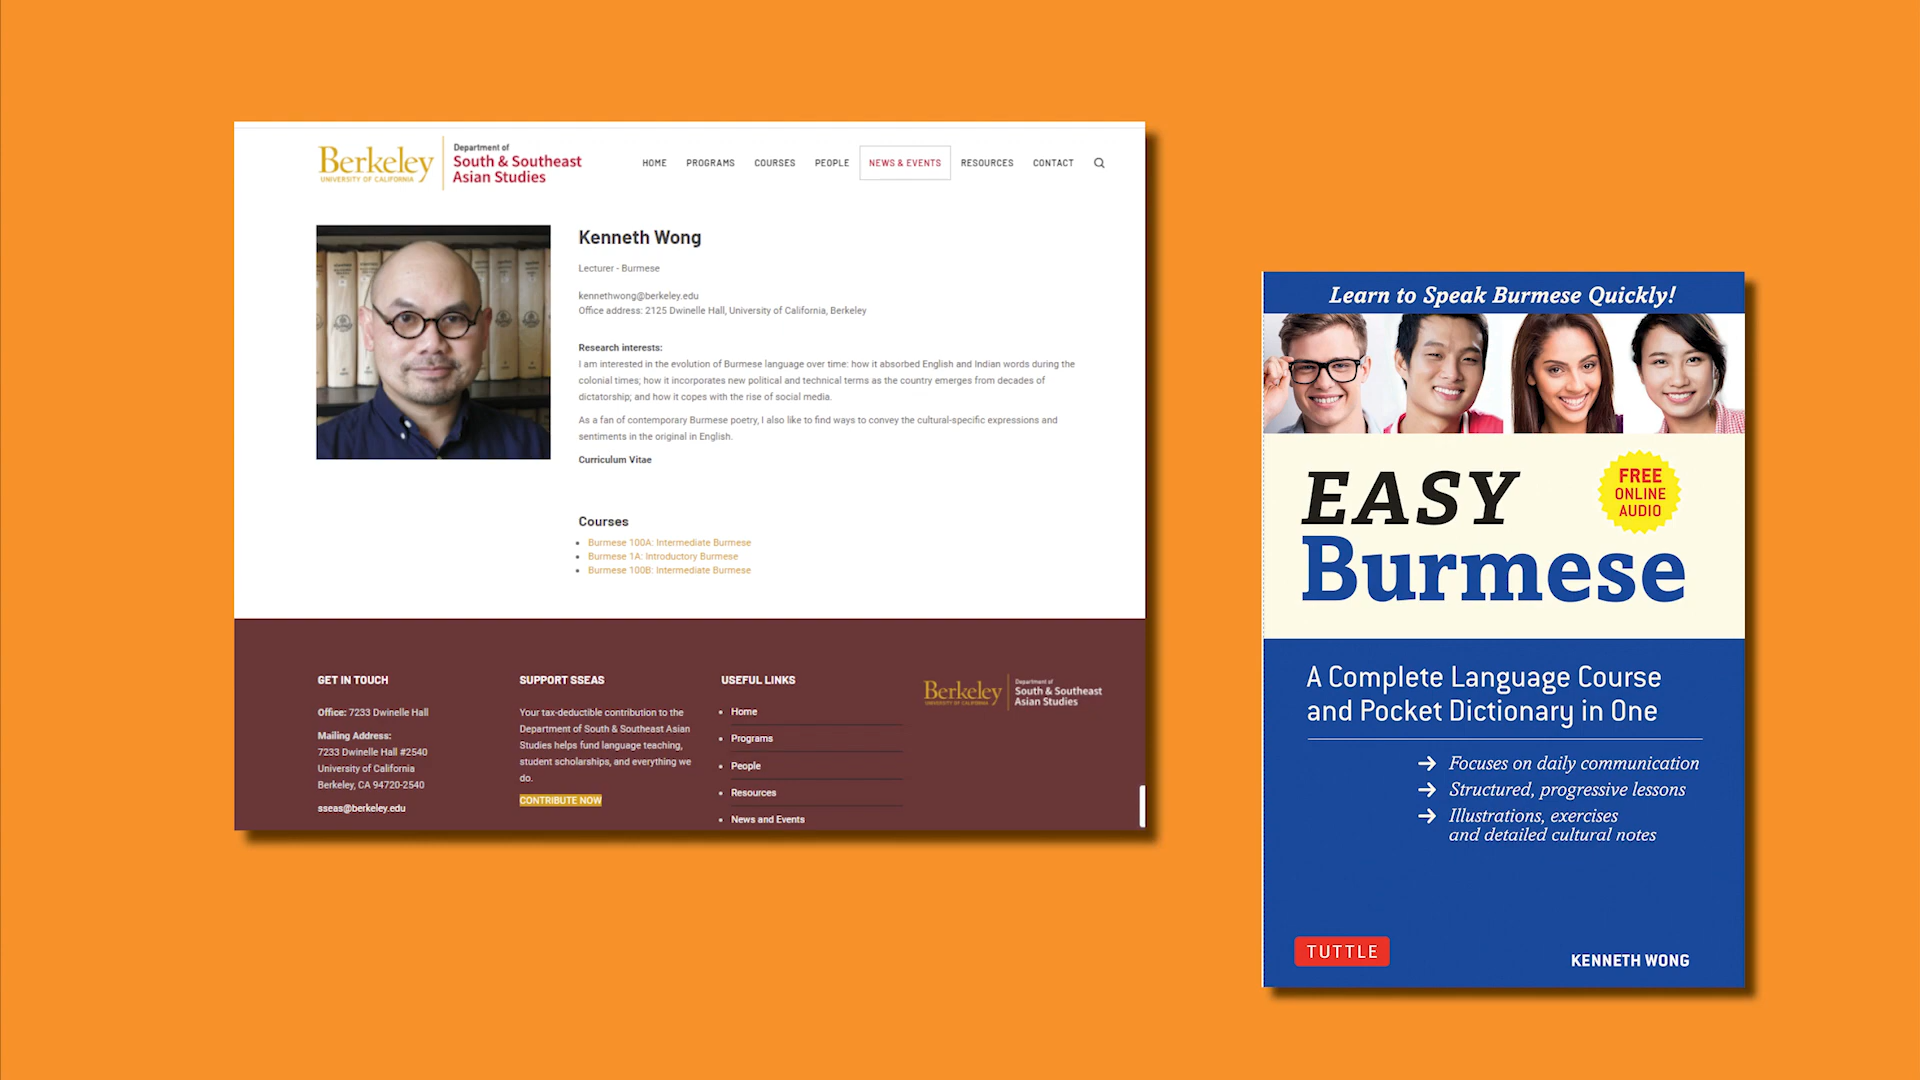 Berkeley
UNIVERSITY OF CALIFORNIA
Department of
South & Southeast
Asian Studies
HOME PROGRAMS COURSES PEOPLE NEWS & EVENTS RESOURCES CONTACT
Kenneth Wong
Lecturer - Burmese
kennethwong@berkeley.edu
Office address: 2125 Dwinelle Hall, University of California, Berkeley
Research interests:
I am interested in the evolution of Burmese language over time: how it absorbed English and Indian words during the
colonial times; how it incorporates new political and technical terms as the country emerges from decades of
dictatorship; and how it copes with the rise of social media.
As a fan of contemporary Burmese poetry, I also like to find ways to convey the cultural-specific expressions and
sentiments in the original in English.
Curriculum Vitae
Courses
Burmese 100A: Intermediate Burmese
Burmese 1A: Introductory Burmese
Burmese 100B: Intermediate Burmese
GET IN TOUCH
Office: 7233 Dwinelle Hall
Mailing Address:
7233 Dwinelle Hall #2540
University of California
Berkeley, CA 94720-2540
sseas@berkeley.edu
SUPPORT SSEAS
Your tax-deductible contribution to the
Department of South & Southeast Asian
Studies helps fund language teaching,
student scholarships, and everything we
do.
CONTRIBUTE NOW
USEFUL LINKS
Home
Programs
People
Resources
News and Events
Berkeley
UNIVERSITY OF CALIFORNIA
Department of
South & Southeast
Asian Studies
Learn to Speak Burmese Quickly!
EASY
Burmese
FREE
ONLINE
AUDIO
A Complete Language Course
and Pocket Dictionary in One
→ Focuses on daily communication
→ Structured, progressive lessons
→ Illustrations, exercises
and detailed cultural notes
TUTTLE
KENNETH WONG